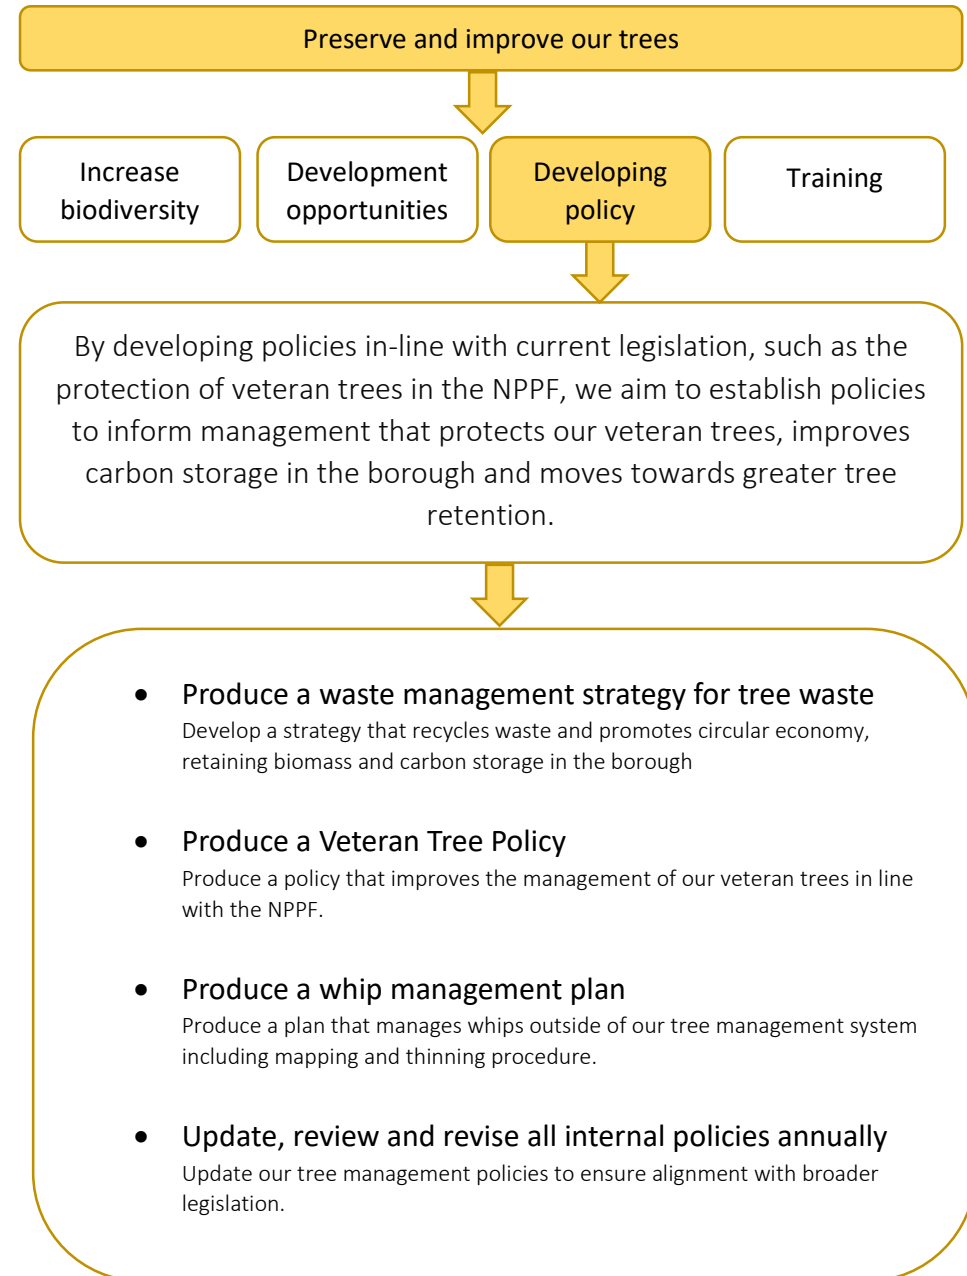 Preserve and improve our trees
Increase
biodiversity
Development
opportunities
Developing
policy
Training
By developing policies in-line with current legislation, such as the
protection of veteran trees in the NPPF, we aim to establish policies
to inform management that protects our veteran trees, improves
carbon storage in the borough and moves towards greater tree
retention.
• Produce a waste management strategy for tree waste
Develop a strategy that recycles waste and promotes circular economy,
retaining biomass and carbon storage in the borough
• Produce a Veteran Tree Policy
Produce a policy that improves the management of our veteran trees in line
with the NPPF.
• Produce a whip management plan
Produce a plan that manages whips outside of our tree management system
including mapping and thinning procedure.
• Update, review and revise all internal policies annually
Update our tree management policies to ensure alignment with broader
legislation.